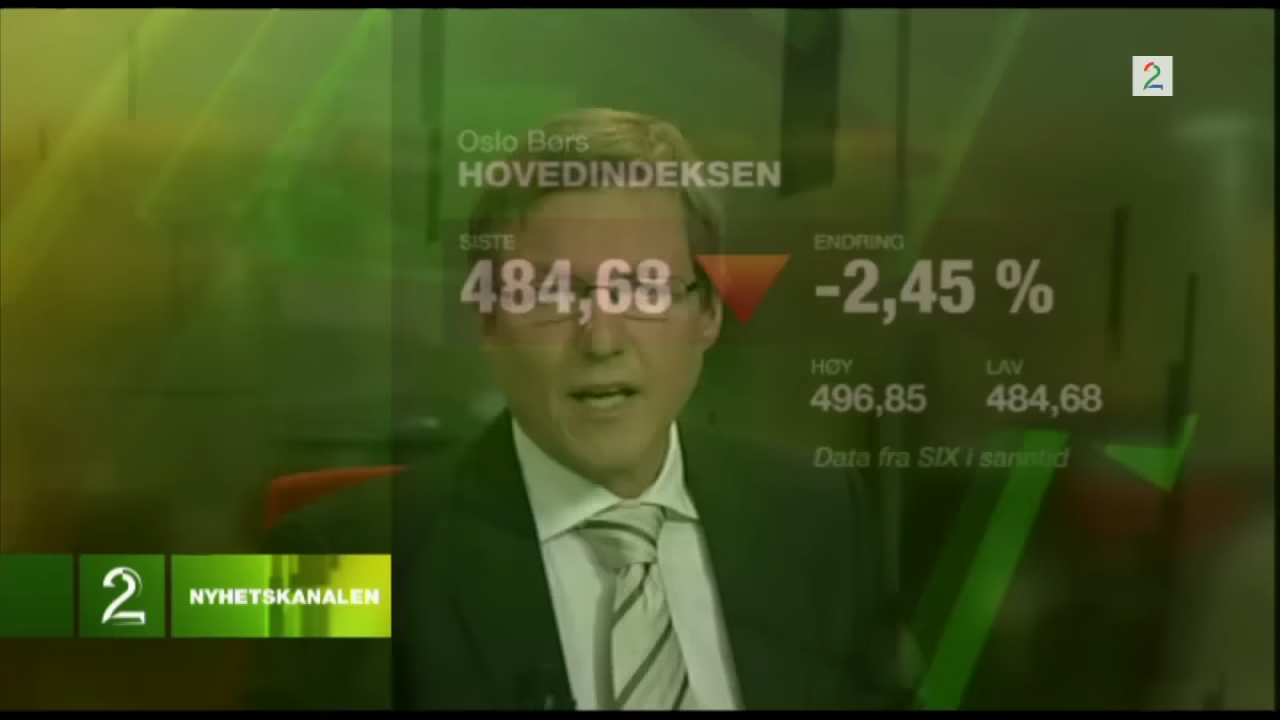 2
Oslo Børs
HOVEDINDEKSEN
SISTE ENDRING
484,68 -2,45 %
HØY LAV
496,85 484,68
Data fra SIX i sanntid
2 NYHETSKANALEN